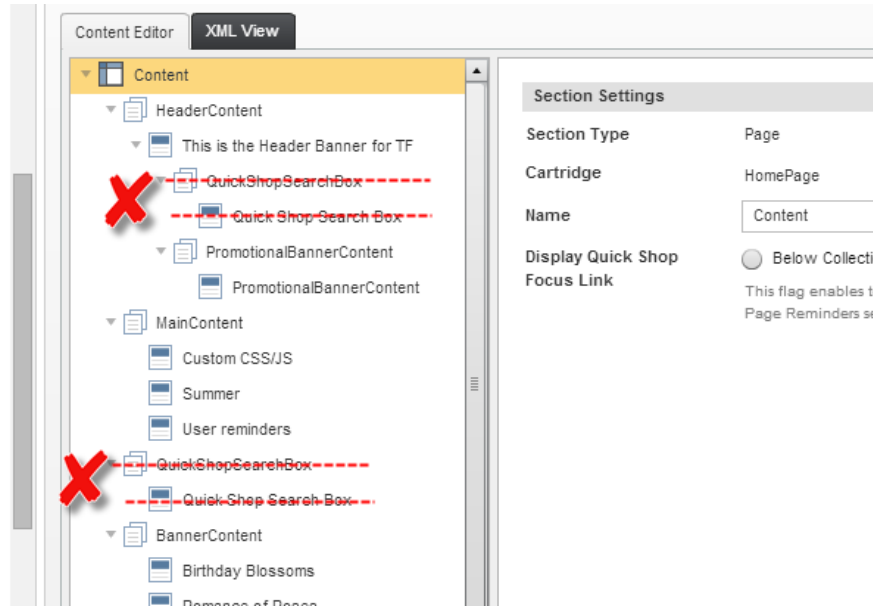 Content Editor
XML View
Content
HeaderContent
This is the Header Banner for TF
QuickShopSearchBox
Quick Shop Search Box
PromotionalBannerContent
PromotionalBannerContent
MainContent
Custom CSS/JS
Summer
User reminders
QuickShopSearchBox
Quick Shop Search Box
BannerContent
Birthday Blossoms
Romance of Roses
Section Settings
Section Type Page
Cartridge HomePage
Name Content
Display Quick Shop
Focus Link
Below Collecti
This flag enables t
Page Reminders se